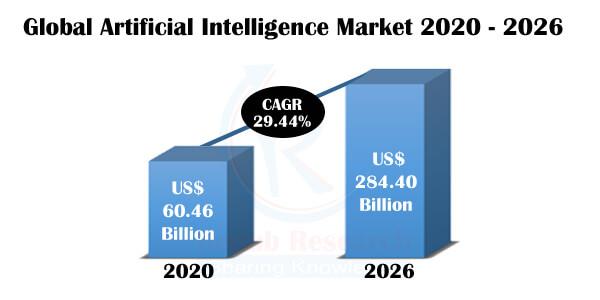 Global Artificial Intelligence Market 2020 - 2026
CAGR
29.44%
US$
60.46
Billion
US$
284.40
Billion
2020
2026